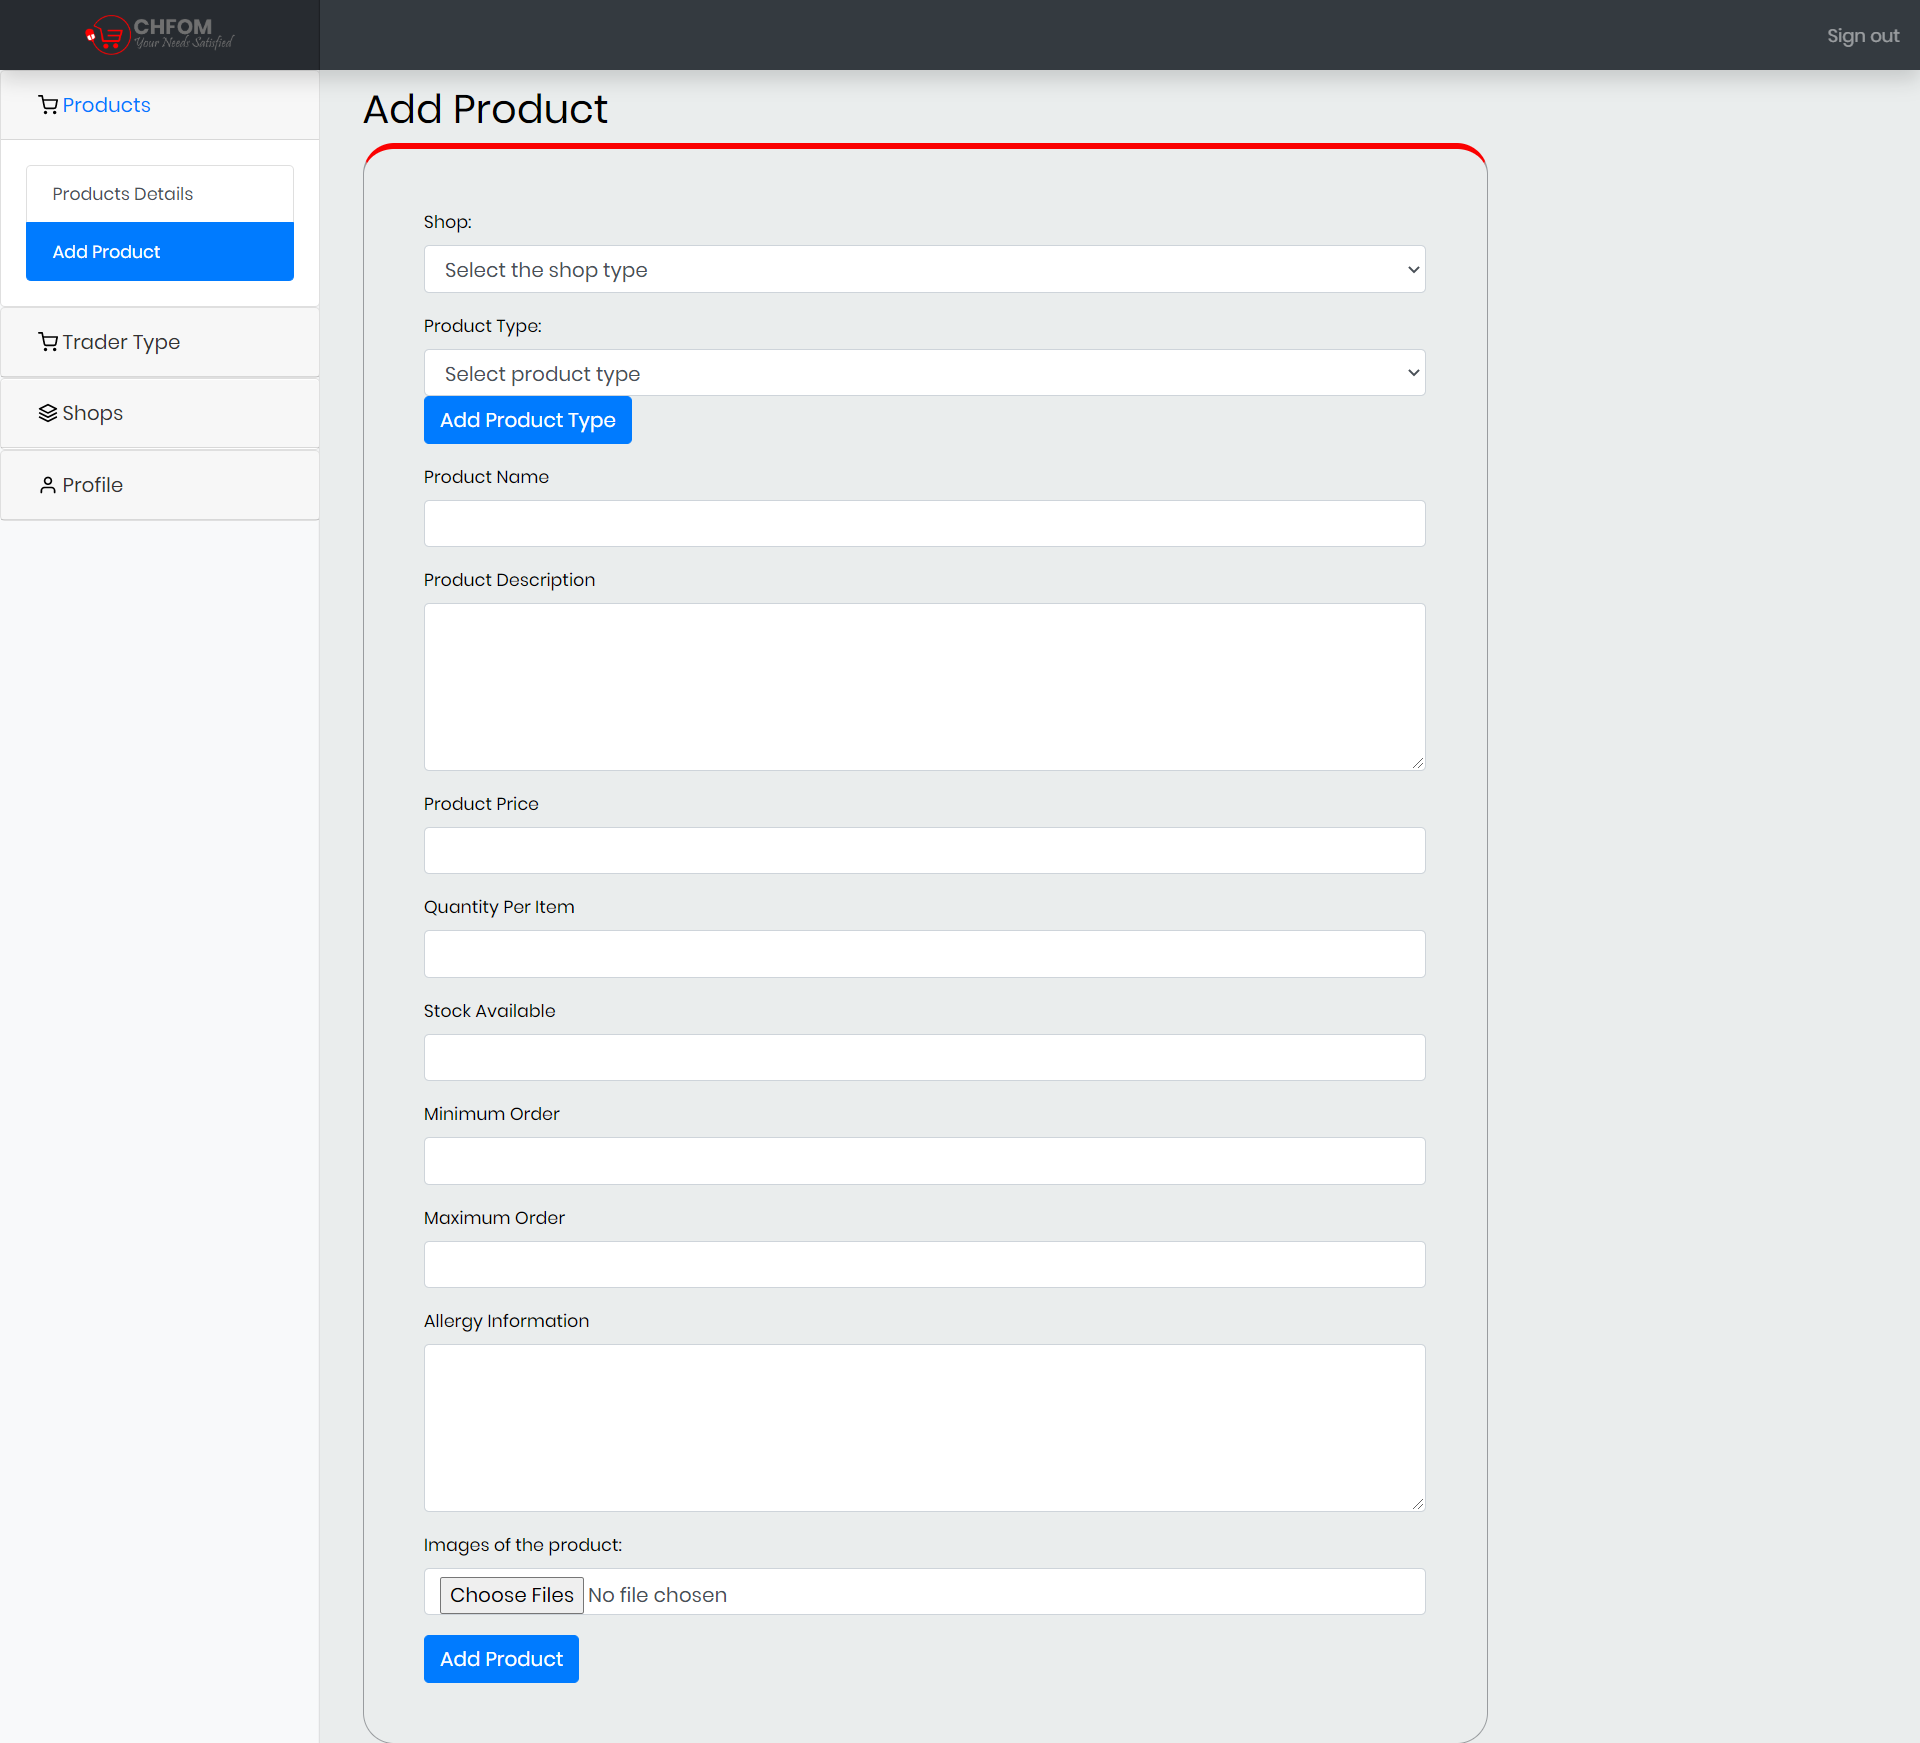 CHFOM
Your Needs Satisfied
Sign out
Products
Products Details
Add Product
Trader Type
Shops
Profile
Add Product
Shop:
Select the shop type
Product Type:
Select product type
Add Product Type
Product Name
Product Description
Product Price
Quantity Per Item
Stock Available
Minimum Order
Maximum Order
Allergy Information
Images of the product:
Choose Files No file chosen
Add Product